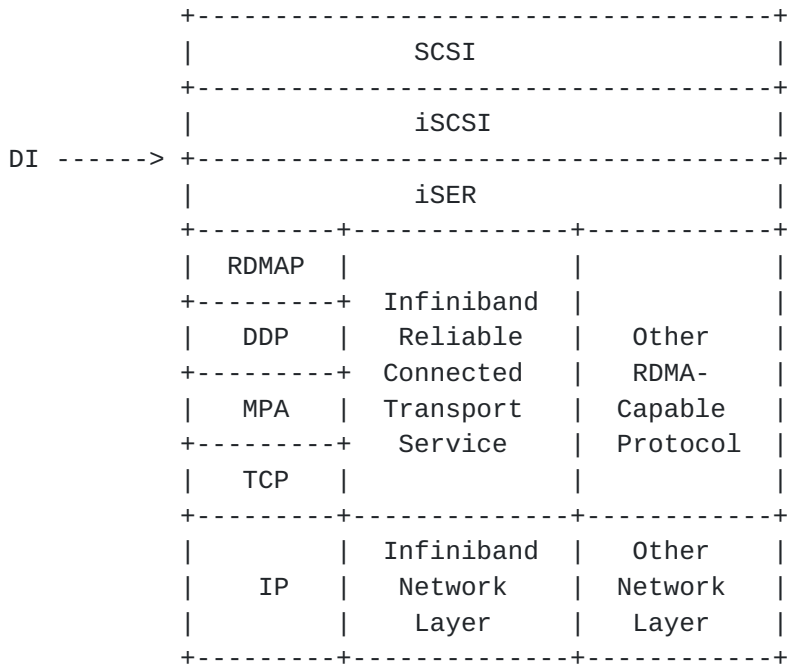 +-------------------------------------+
|              SCSI                   |
+-------------------------------------+
|              iSCSI                  |
DI ------> +-------------------------------------+
|              iSER                   |
+---------+--------------+------------+
|  RDMAP  |              |            |
+---------+  Infiniband  |            |
|   DDP   |   Reliable   |   Other    |
+---------+  Connected   |   RDMA-    |
|   MPA   |  Transport   |  Capable   |
+---------+   Service    |  Protocol  |
|   TCP   |              |            |
+---------+--------------+------------+
|         |  Infiniband  |   Other    |
|    IP   |   Network    |  Network   |
|         |    Layer     |   Layer    |
+---------+--------------+------------+